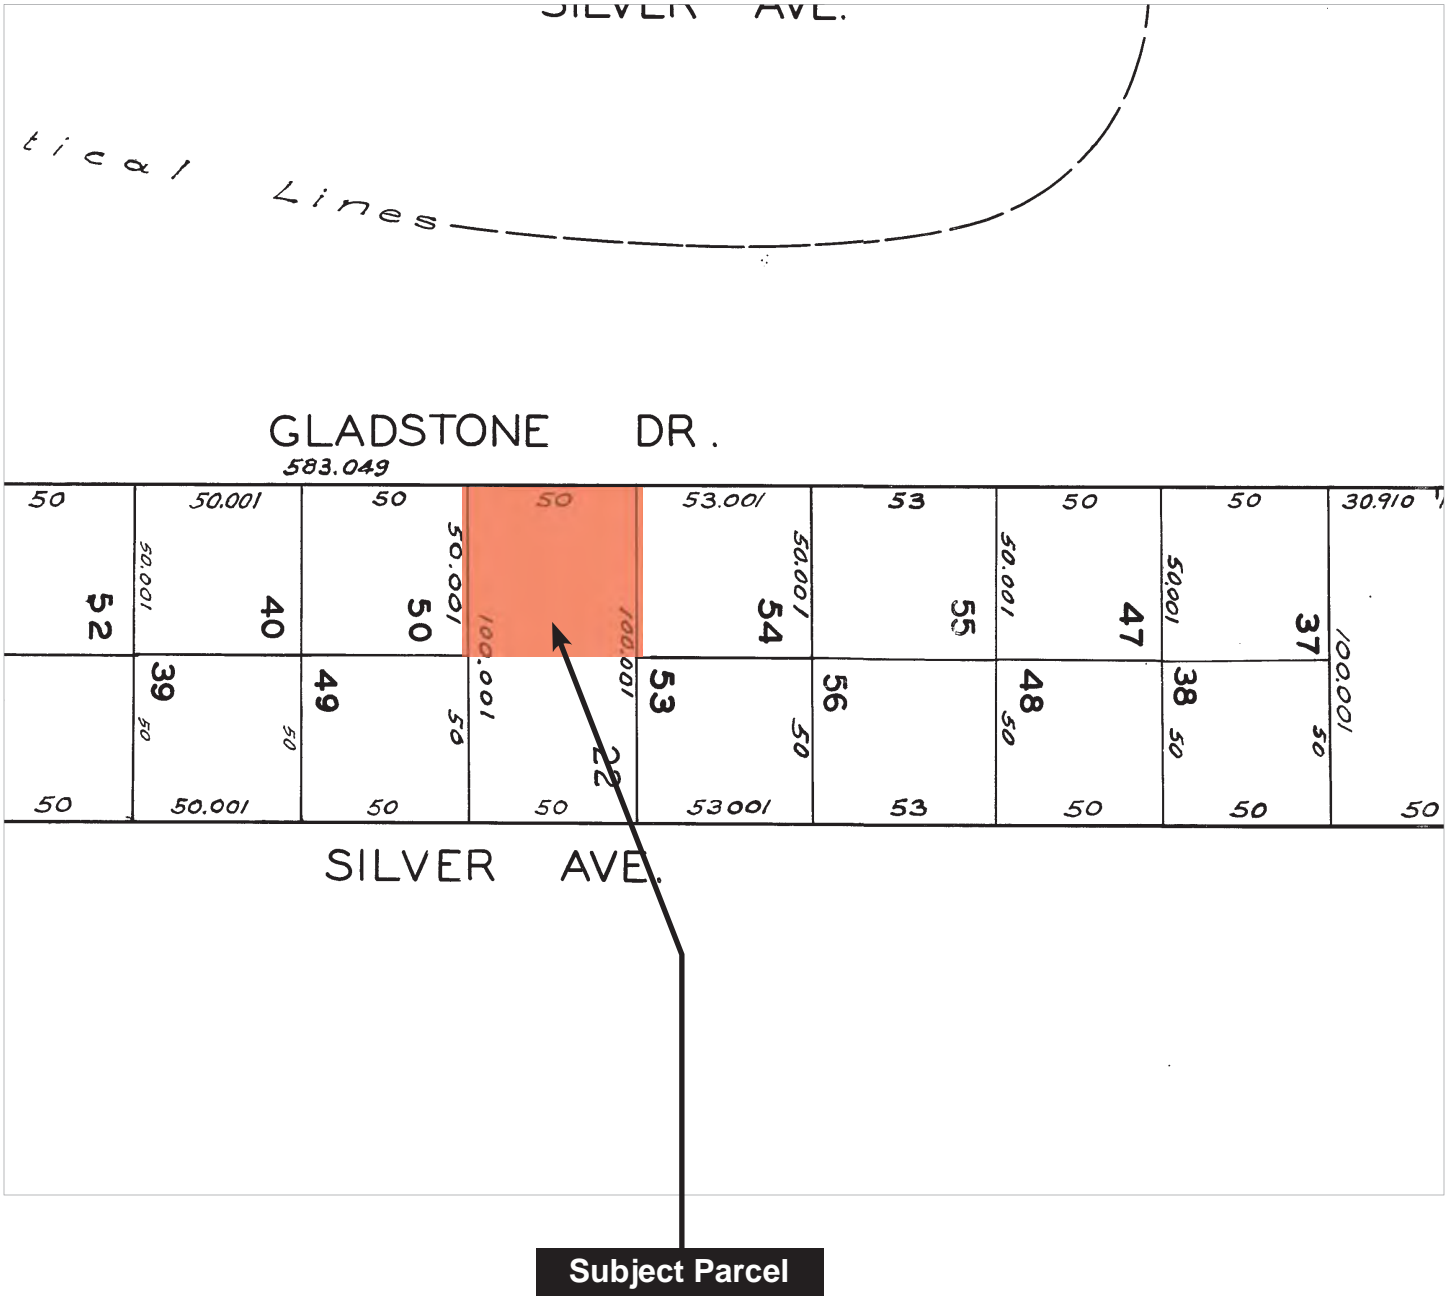 SILVER AVE.
tical Lines
GLADSTONE DR.
583.049
50 50.001 50 50 53.001 53 50 50 30.910
50.001 50.001 50.001 50.001 50.001
52 40 50 54 55 47 37
100.001 100.001 100.001
39 49 53 56 48 38
50 50 50 50 50 50 50
22
50 50.001 50 50 53001 53 50 50 50
SILVER AVE.
Subject Parcel